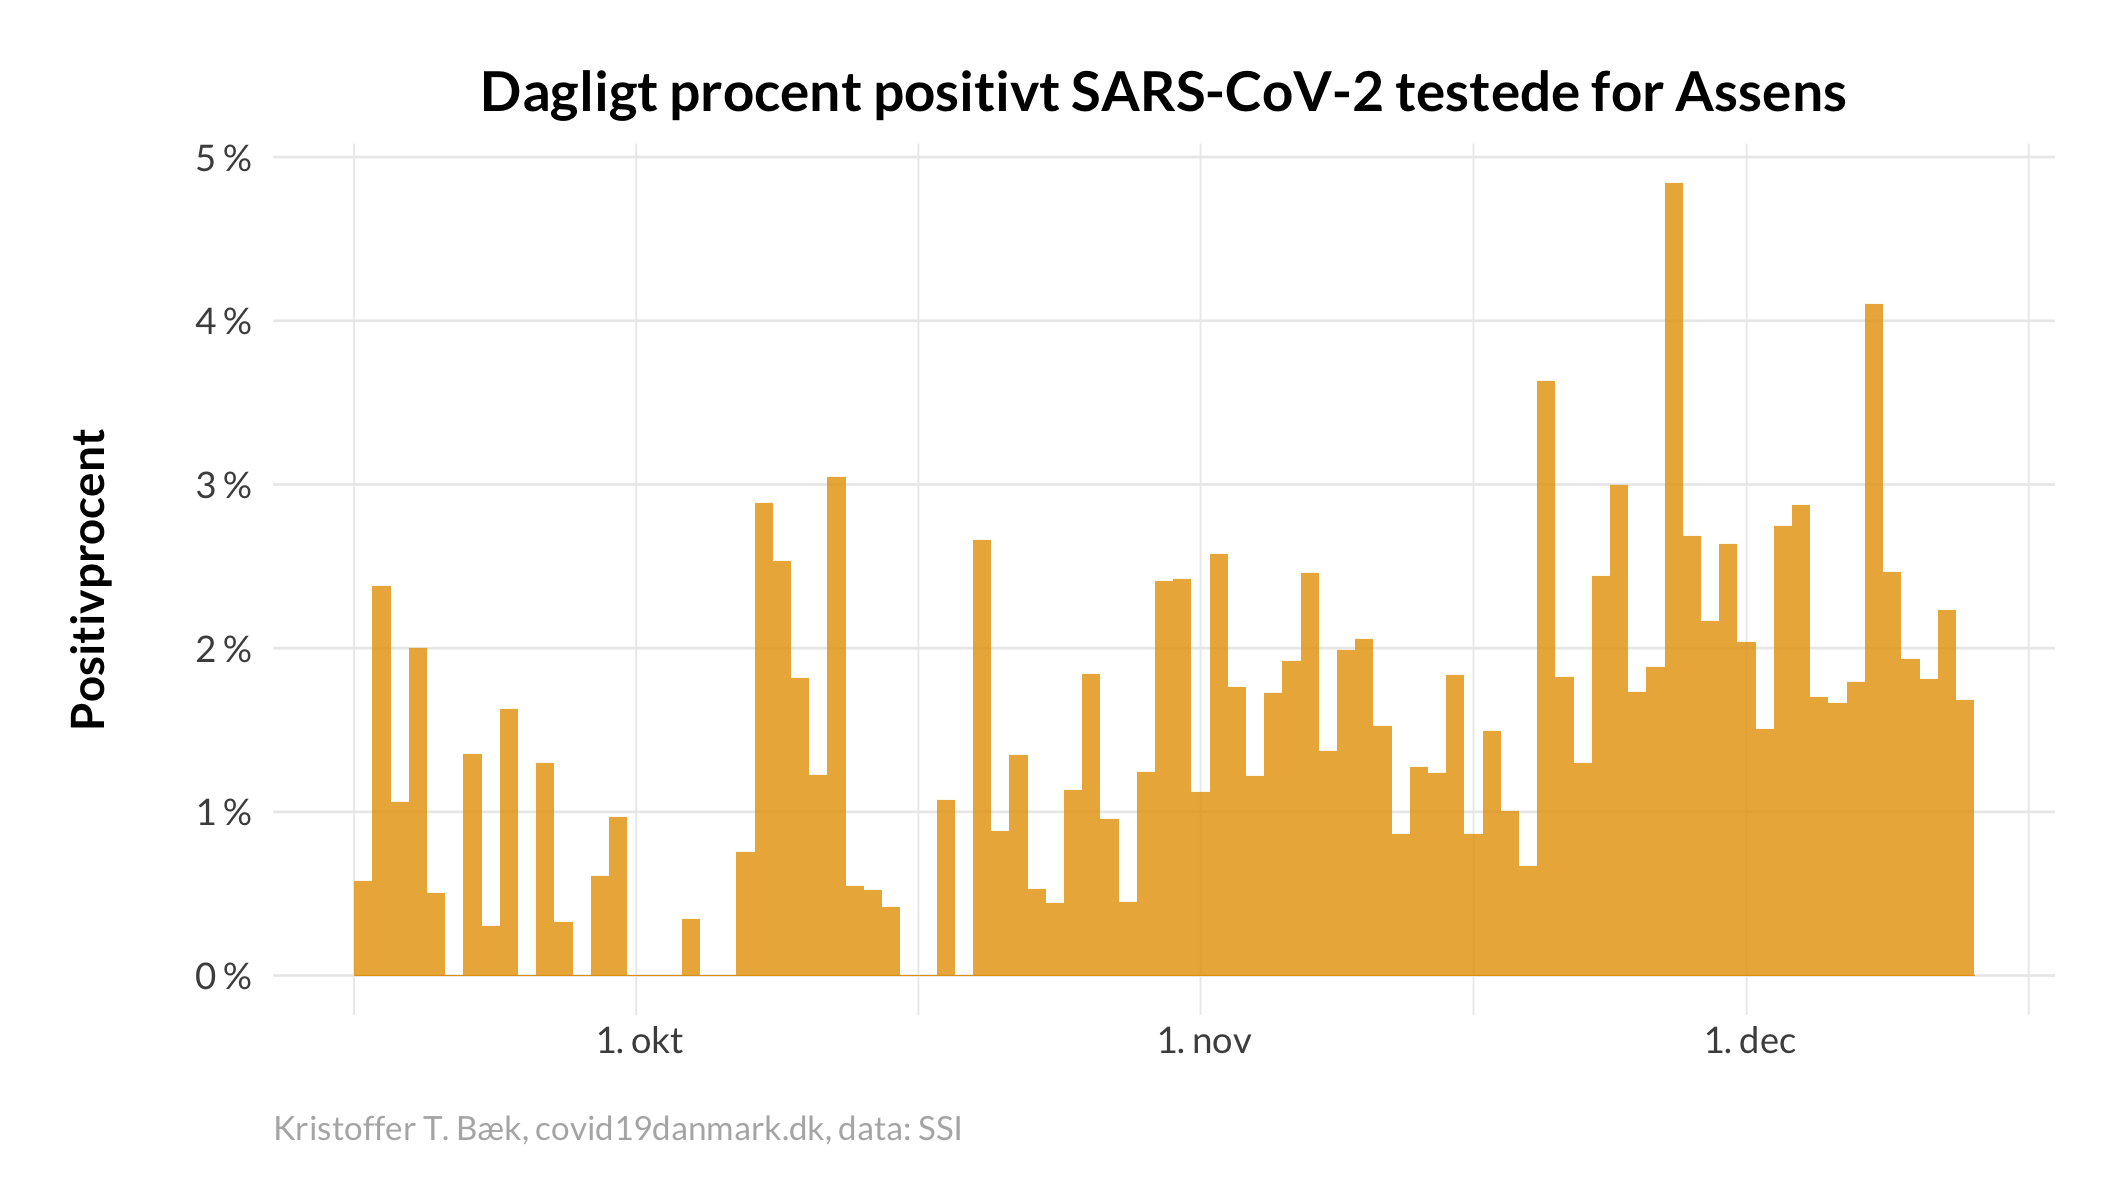 Dagligt procent positivt SARS-CoV-2 testede for Assens
5 %
4 %
3 %
2 %
1 %
0 %
Positivprocent
1. okt
1. nov
1. dec
Kristoffer T. Bæk, covid19danmark.dk, data: SSI